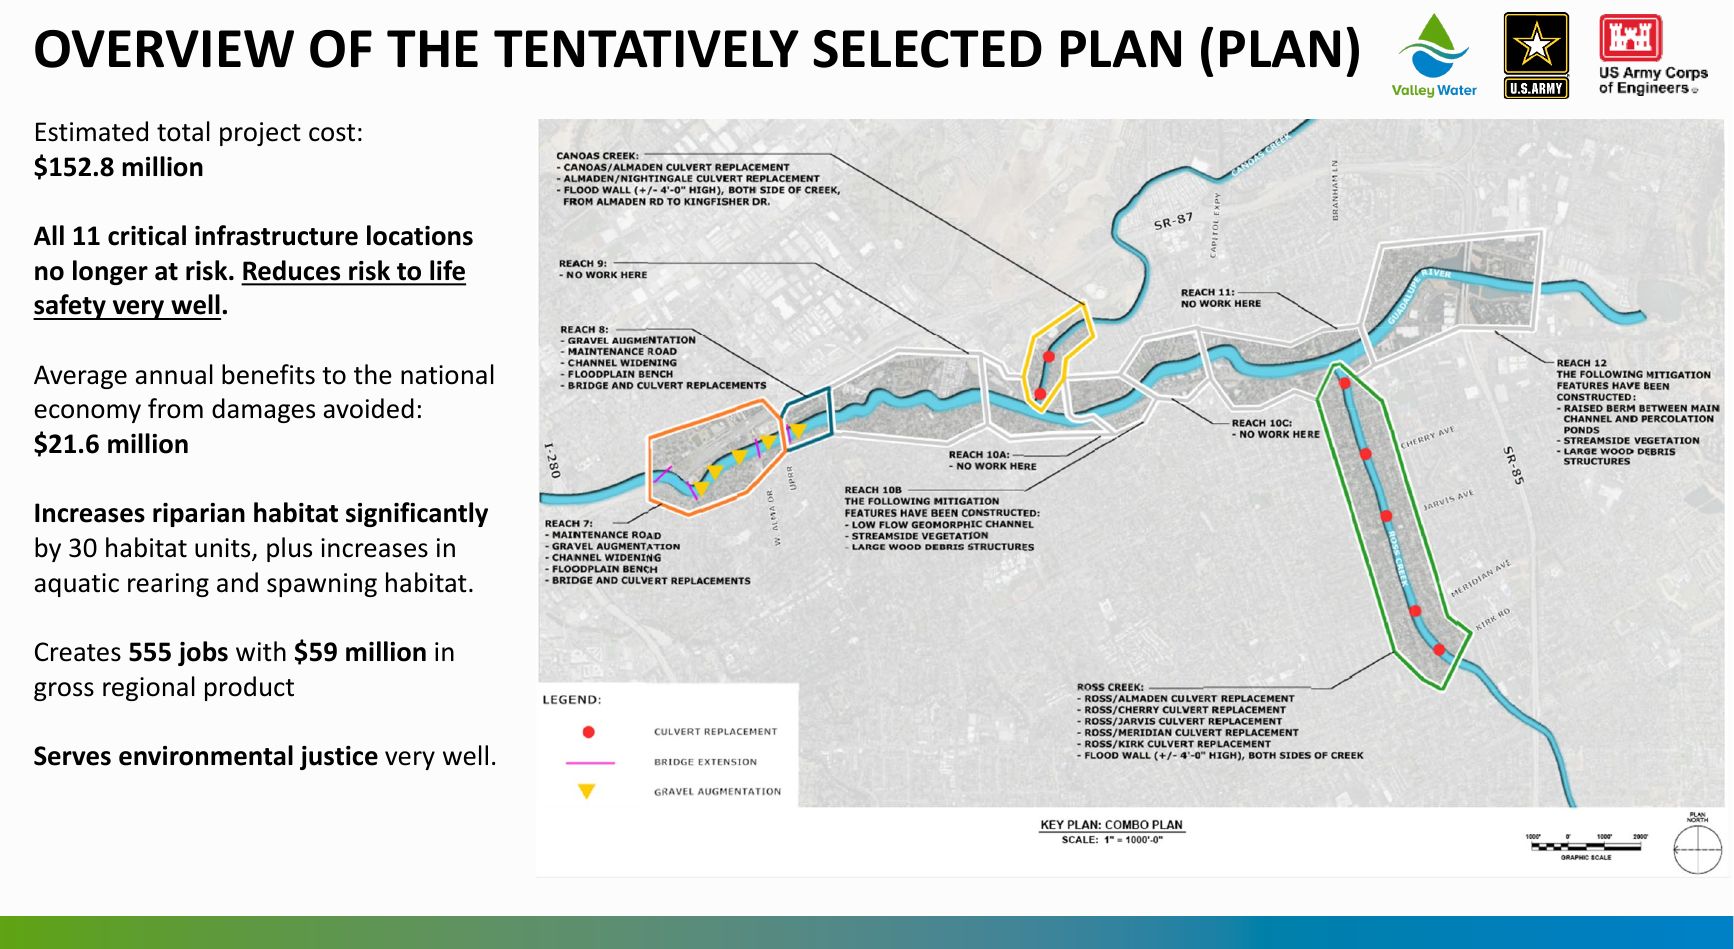 OVERVIEW OF THE TENTATIVELY SELECTED PLAN (PLAN)
Valley Water
U.S.ARMY
US Army Corps
of Engineers
Estimated total project cost:
$152.8 million
All 11 critical infrastructure locations
no longer at risk. Reduces risk to life
safety very well.
Average annual benefits to the national
economy from damages avoided:
$21.6 million
Increases riparian habitat significantly
by 30 habitat units, plus increases in
aquatic rearing and spawning habitat.
Creates 555 jobs with $59 million in
gross regional product
Serves environmental justice very well.
CANOAS CREEK:
- CANOAS/ALMADEN CULVERT REPLACEMENT
- ALMADEN/NIGHTINGALE CULVERT REPLACEMENT
- FLOOD WALL (+/- 4'-0" HIGH), BOTH SIDE OF CREEK,
FROM ALMADEN RD TO KINGFISHER DR.
REACH 9:
- NO WORK HERE
REACH 8:
- GRAVEL AUGMENTATION
- MAINTENANCE ROAD
- CHANNEL WIDENING
- FLOODPLAIN BENCH
- BRIDGE AND CULVERT REPLACEMENTS
I-280
REACH 7:
- MAINTENANCE ROAD
- GRAVEL AUGMENTATION
- CHANNEL WIDENING
- FLOODPLAIN BENCH
- BRIDGE AND CULVERT REPLACEMENTS
W. ALMA
UPRR
REACH 10A:
- NO WORK HERE
REACH 10B
THE FOLLOWING MITIGATION
FEATURES HAVE BEEN CONSTRUCTED:
- LOW FLOW GEOMORPHIC CHANNEL
- STREAMSIDE VEGETATION
- LARGE WOOD DEBRIS STRUCTURES
CANOAS CREEK
SR-87
CAPITOL EXPY
BRANHAM LN
REACH 11:
NO WORK HERE
GUADALUPE RIVER
REACH 10C:
- NO WORK HERE
REACH 12
THE FOLLOWING MITIGATION
FEATURES HAVE BEEN
CONSTRUCTED:
- RAISED BERM BETWEEN MAIN
CHANNEL AND PERCOLATION
PONDS
- STREAMSIDE VEGETATION
- LARGE WOOD DEBRIS
STRUCTURES
CHERRY AVE
SR-85
JARVIS AVE
ROSS CREEK
MERIDIAN AVE
KIRK RD
ROSS CREEK:
- ROSS/ALMADEN CULVERT REPLACEMENT
- ROSS/CHERRY CULVERT REPLACEMENT
- ROSS/JARVIS CULVERT REPLACEMENT
- ROSS/MERIDIAN CULVERT REPLACEMENT
- ROSS/KIRK CULVERT REPLACEMENT
- FLOOD WALL (+/- 4'-0" HIGH), BOTH SIDES OF CREEK
LEGEND:
CULVERT REPLACEMENT
BRIDGE EXTENSION
GRAVEL AUGMENTATION
KEY PLAN: COMBO PLAN
SCALE: 1" = 1000'-0"
1000' 0' 1000' 2000'
GRAPHIC SCALE
PLAN
NORTH